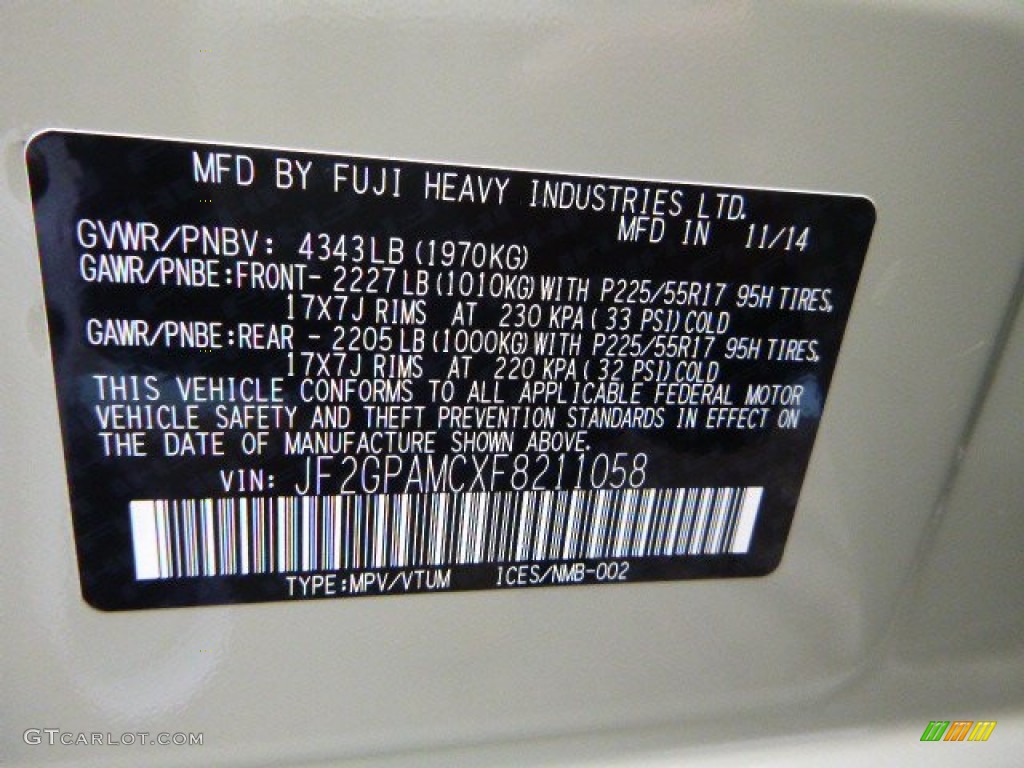 MFD BY FUJI HEAVY INDUSTRIES LTD.
MFD IN 11/14
GVWR/PNBV: 4343LB (1970KG)
GAWR/PNBE:FRONT- 2227LB (1010KG)WITH P225/55R17 95H TIRES,
17X7J RIMS AT 230 KPA( 33 PSI)COLD
GAWR/PNBE:REAR - 2205LB (1000KG)WITH P225/55R17 95H TIRES,
17X7J RIMS AT 220 KPA( 32 PSI)COLD
THIS VEHICLE CONFORMS TO ALL APPLICABLE FEDERAL MOTOR
VEHICLE SAFETY AND THEFT PREVENTION STANDARDS IN EFFECT ON
THE DATE OF MANUFACTURE SHOWN ABOVE.
VIN: JF2GPAMCXF8211058
TYPE:MPV/VTUM ICES/NMB-002
GTCARLOT.COM